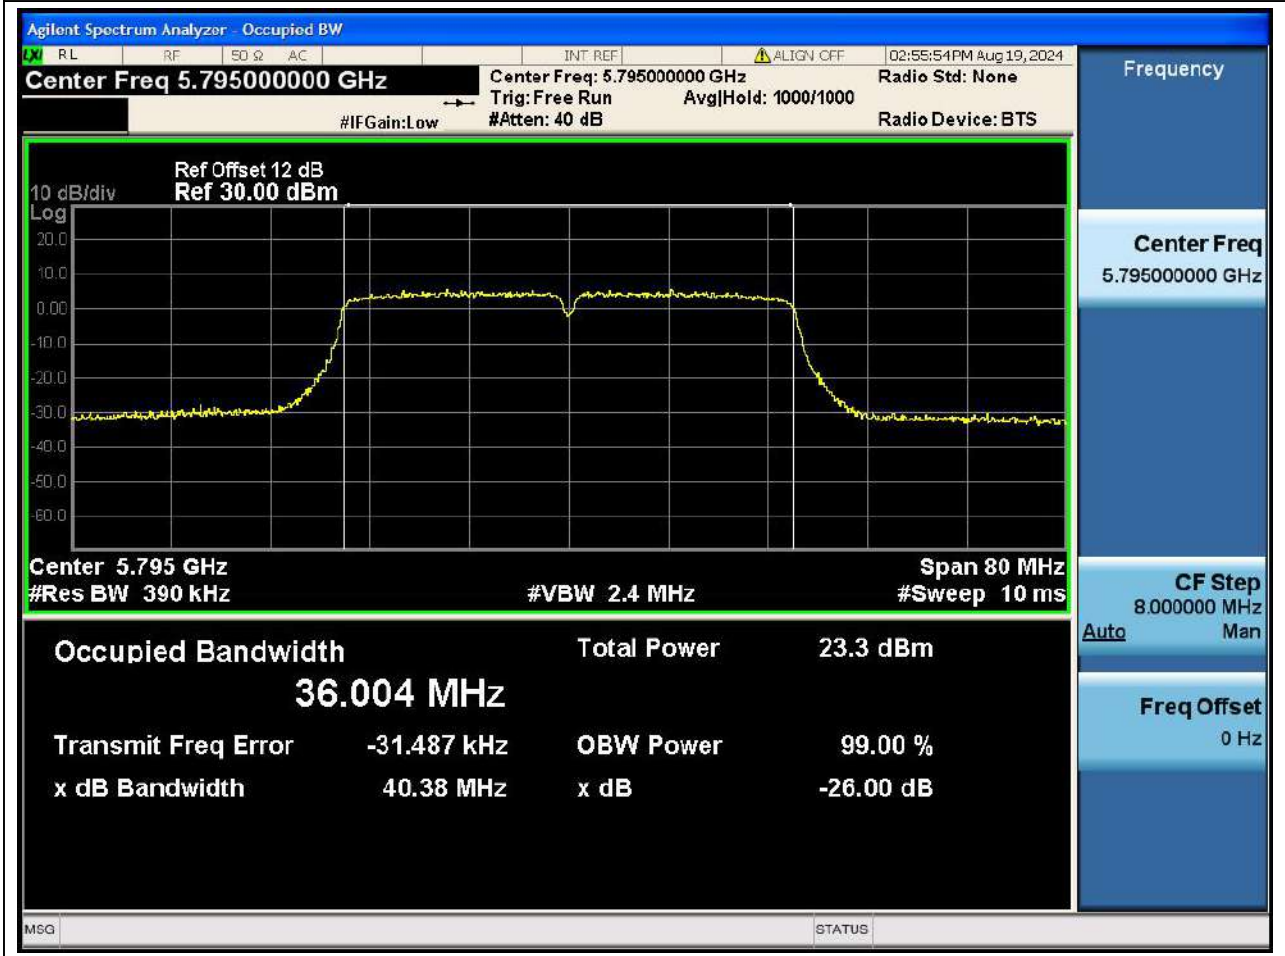 Agilent Spectrum Analyzer - Occupied BW
LXI RL RF 50 Ω AC INT REF ALIGN OFF 02:55:54PM Aug 19, 2024
Center Freq 5.795000000 GHz
Center Freq: 5.795000000 GHz Radio Std: None
Trig: Free Run Avg|Hold: 1000/1000
#IFGain:Low #Atten: 40 dB Radio Device: BTS
Ref Offset 12 dB
10 dB/div Ref 30.00 dBm
Log
20.0
10.0
0.00
-10.0
-20.0
-30.0
-40.0
-50.0
-60.0
Center 5.795 GHz Span 80 MHz
#Res BW 390 kHz #VBW 2.4 MHz #Sweep 10 ms
Occupied Bandwidth Total Power 23.3 dBm
36.004 MHz
Transmit Freq Error -31.487 kHz OBW Power 99.00 %
x dB Bandwidth 40.38 MHz x dB -26.00 dB
MSG STATUS
Frequency
Center Freq
5.795000000 GHz
CF Step
8.000000 MHz
Auto Man
Freq Offset
0 Hz